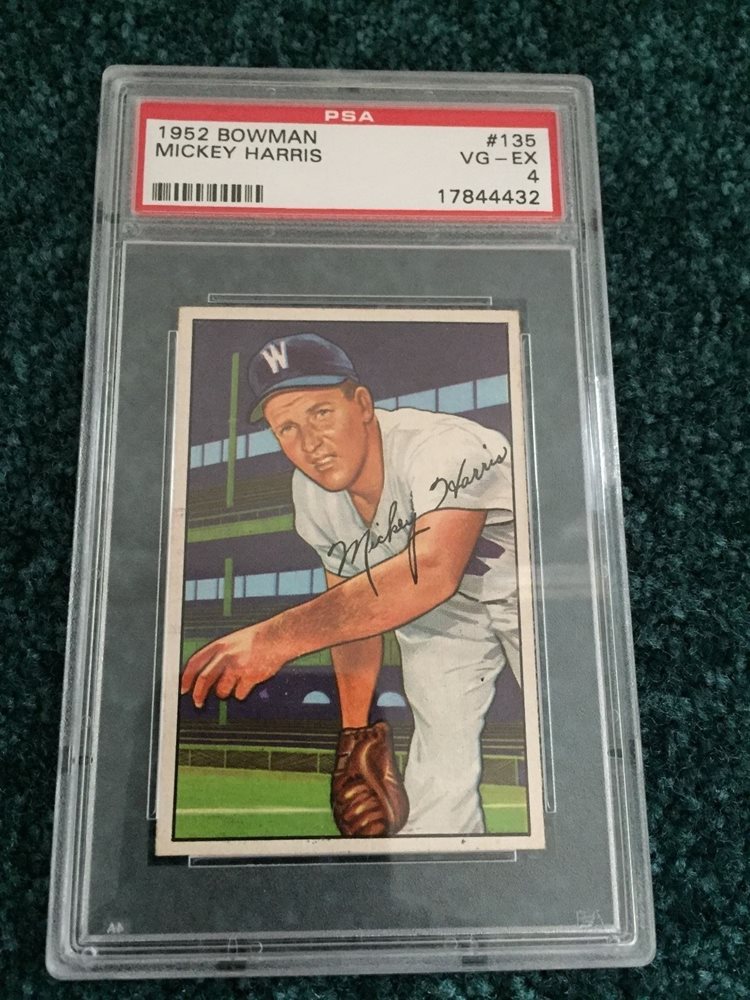 PSA
1952 BOWMAN #135
MICKEY HARRIS VG-EX
4
17844432
W
Mickey Harris